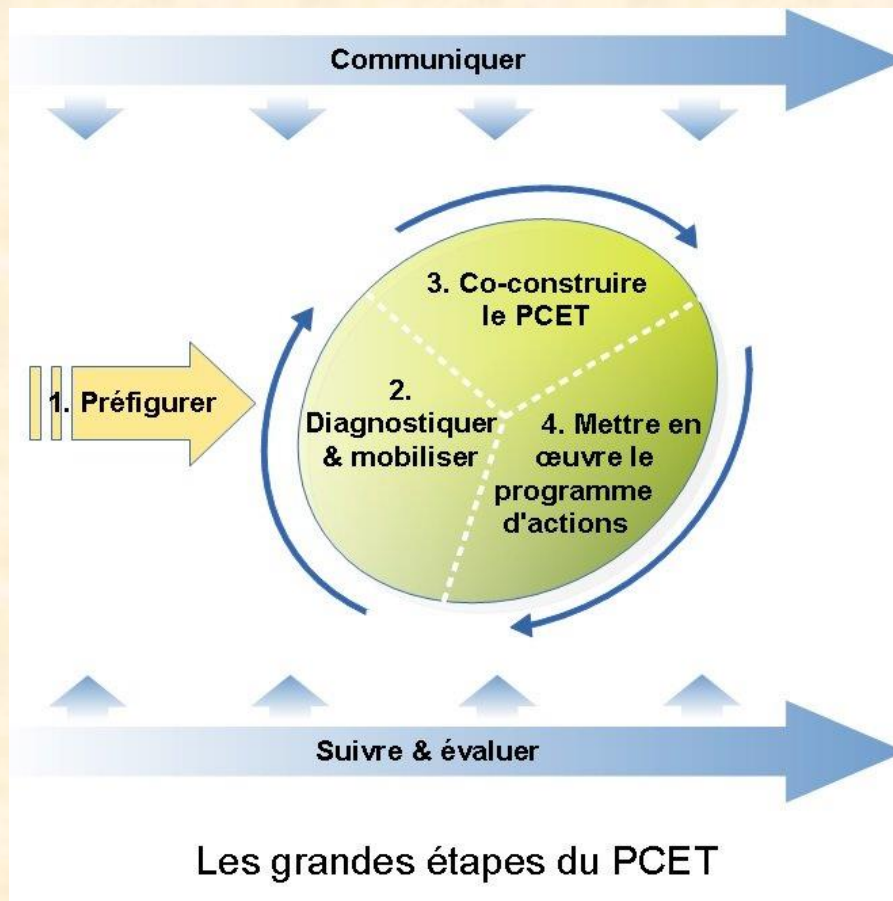 Communiquer
3. Co-construire
le PCET
1. Préfigurer
2.
Diagnostiquer
& mobiliser
4. Mettre en
œuvre le
programme
d'actions
Suivre & évaluer
Les grandes étapes du PCET